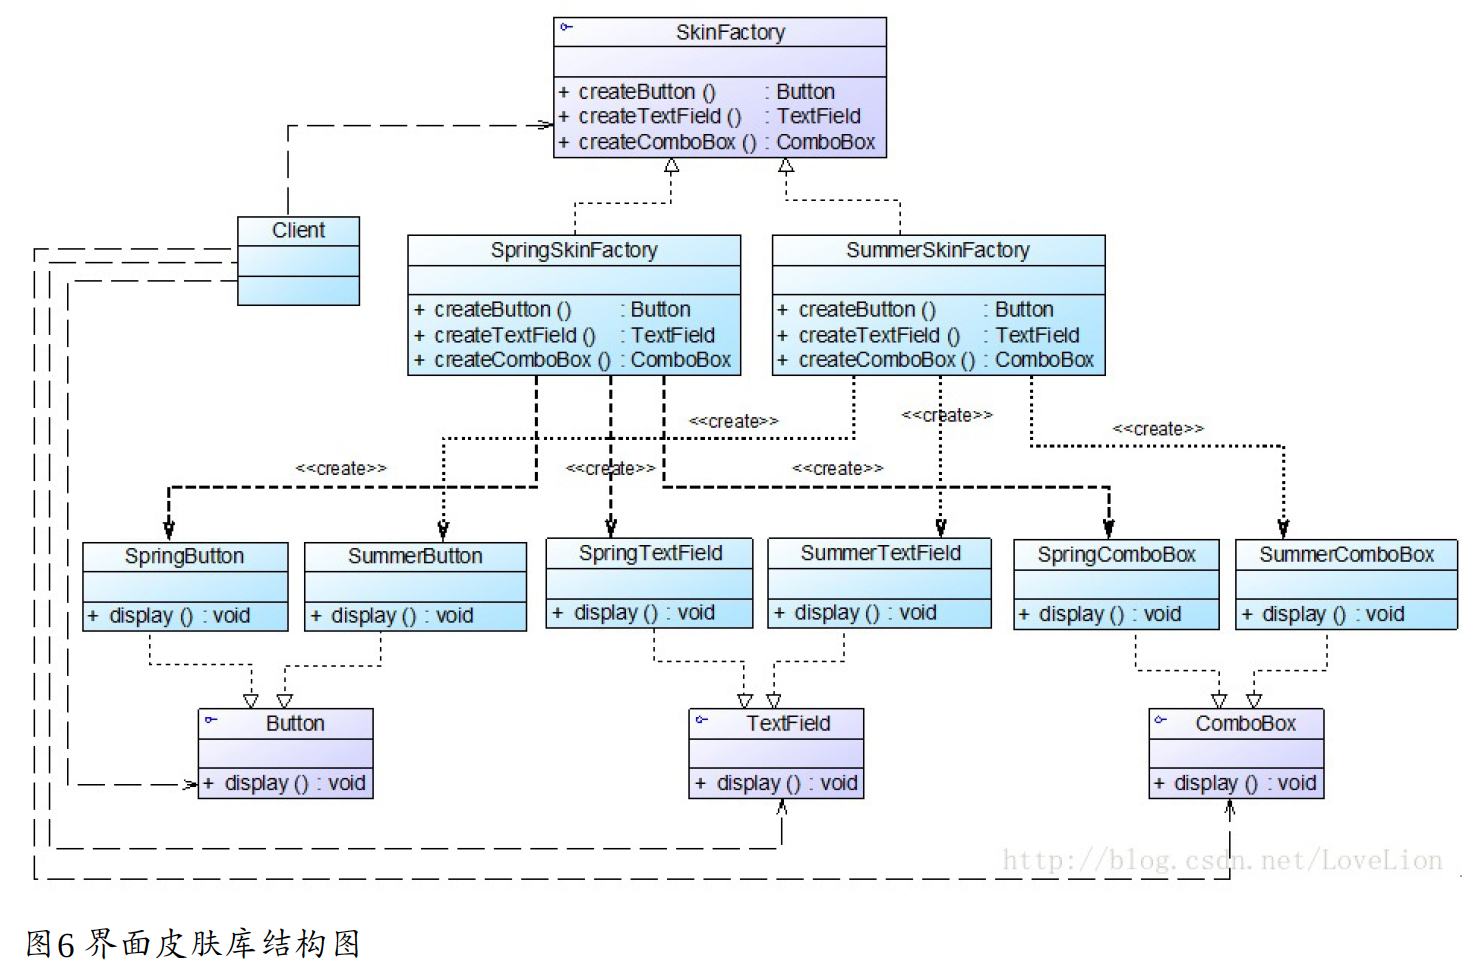 SkinFactory
+ createButton () : Button
+ createTextField () : TextField
+ createComboBox () : ComboBox
Client
SpringSkinFactory
+ createButton () : Button
+ createTextField () : TextField
+ createComboBox () : ComboBox
SummerSkinFactory
+ createButton () : Button
+ createTextField () : TextField
+ createComboBox () : ComboBox
<<create>>
<<create>>
<<create>>
<<create>>
<<create>>
<<create>>
SpringButton
+ display () : void
SummerButton
+ display () : void
SpringTextField
+ display () : void
SummerTextField
+ display () : void
SpringComboBox
+ display () : void
SummerComboBox
+ display () : void
Button
+ display () : void
TextField
+ display () : void
ComboBox
+ display () : void
http://blog.csdn.net/LoveLion
图6 界面皮肤库结构图